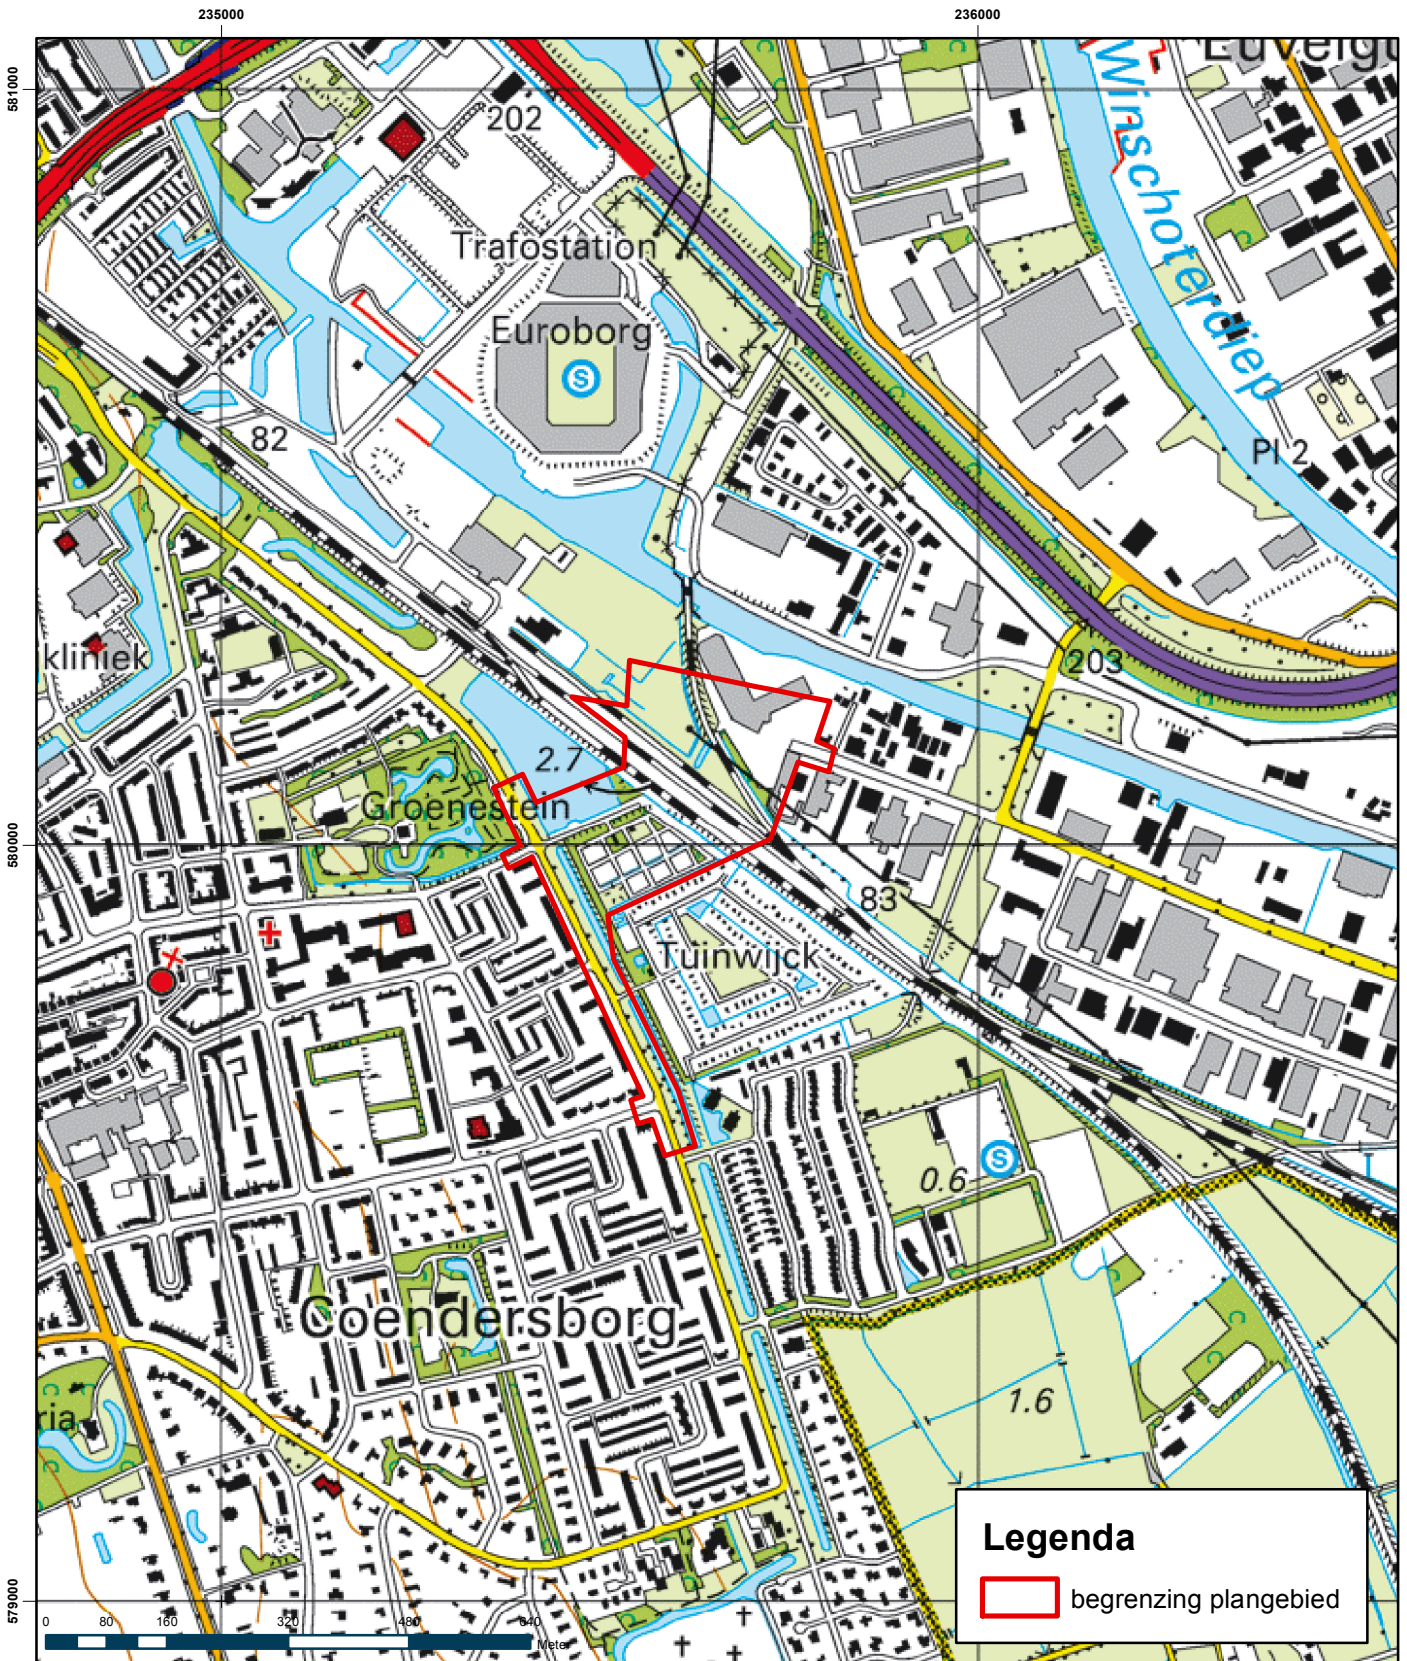 235000
236000
581000
Euvelgu
Winschoterdiep
202
Trafostation
Euroborg
S
82
Pl 2
ikliniek
203
2.7
Groenestein
580000
83
Tuinwijck
0.6
S
Coendersborg
1.6
ria
Legenda
begrenzing plangebied
579000
0 80 160 320 480 640
Meter